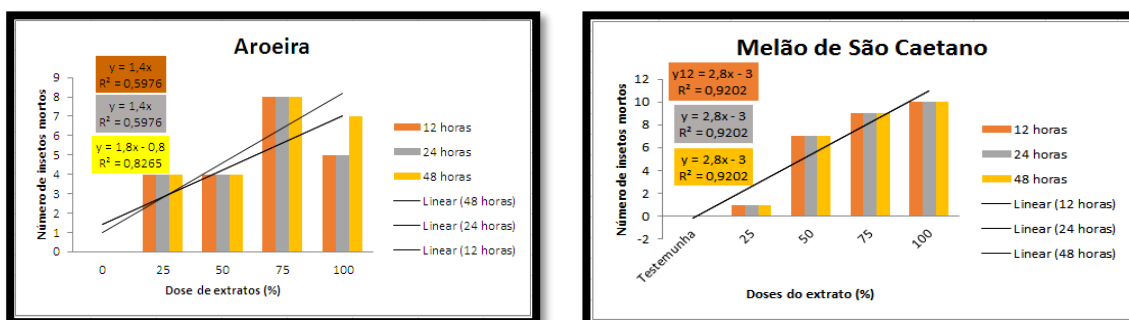 Aroeira
y = 1,4x
R² = 0,5976
y = 1,4x
R² = 0,5976
y = 1,8x - 0,8
R² = 0,8265
Número de insetos mortos
9
8
7
6
5
4
3
2
1
0
0 25 50 75 100
Dose de extratos (%)
12 horas
24 horas
48 horas
Linear (48 horas)
Linear (24 horas)
Linear (12 horas)
Melão de São Caetano
y12 = 2,8x - 3
R² = 0,9202
y = 2,8x - 3
R² = 0,9202
y = 2,8x - 3
R² = 0,9202
Número de insetos mortos
12
10
8
6
4
2
0
-2
Testemunha 25 50 75 100
Doses do extrato (%)
12 horas
24 horas
48 horas
Linear (12 horas)
Linear (24 horas)
Linear (48 horas)